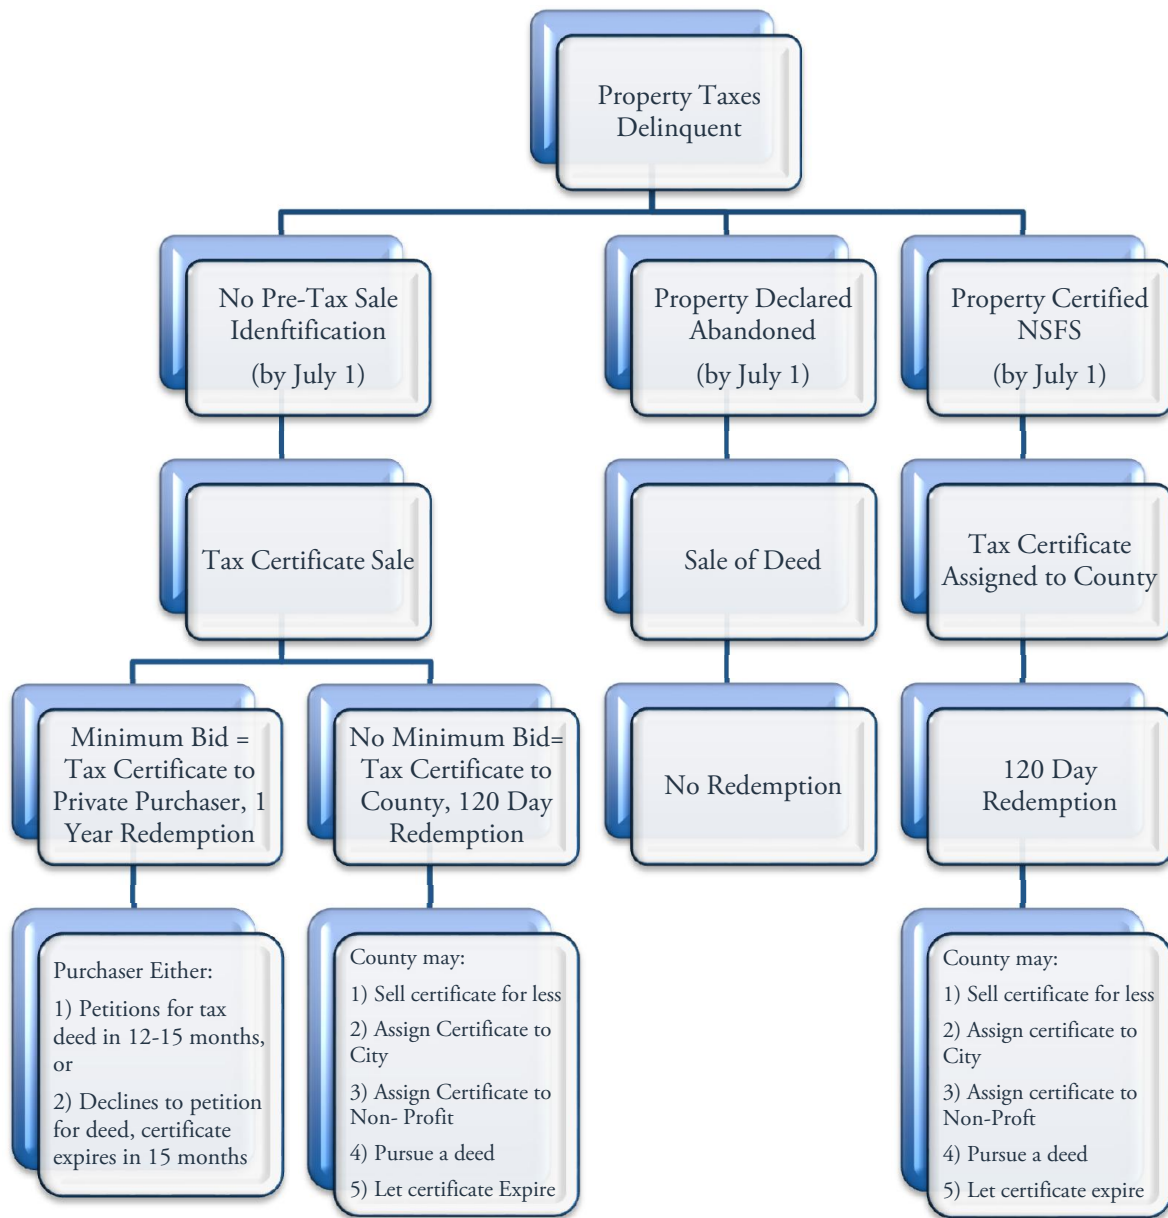 Property Taxes
Delinquent
No Pre-Tax Sale
Idenftification
(by July 1)
Property Declared
Abandoned
(by July 1)
Property Certified
NSFS
(by July 1)
Tax Certificate Sale
Sale of Deed
Tax Certificate
Assigned to County
Minimum Bid =
Tax Certificate to
Private Purchaser, 1
Year Redemption
No Minimum Bid=
Tax Certificate to
County, 120 Day
Redemption
No Redemption
120 Day
Redemption
Purchaser Either:
1) Petitions for tax
deed in 12-15 months,
or
2) Declines to petition
for deed, certificate
expires in 15 months
County may:
1) Sell certificate for less
2) Assign Certificate to
City
3) Assign Certificate to
Non- Profit
4) Pursue a deed
5) Let certificate Expire
County may:
1) Sell certificate for less
2) Assign certificate to
City
3) Assign certificate to
Non-Proft
4) Pursue a deed
5) Let certificate expire